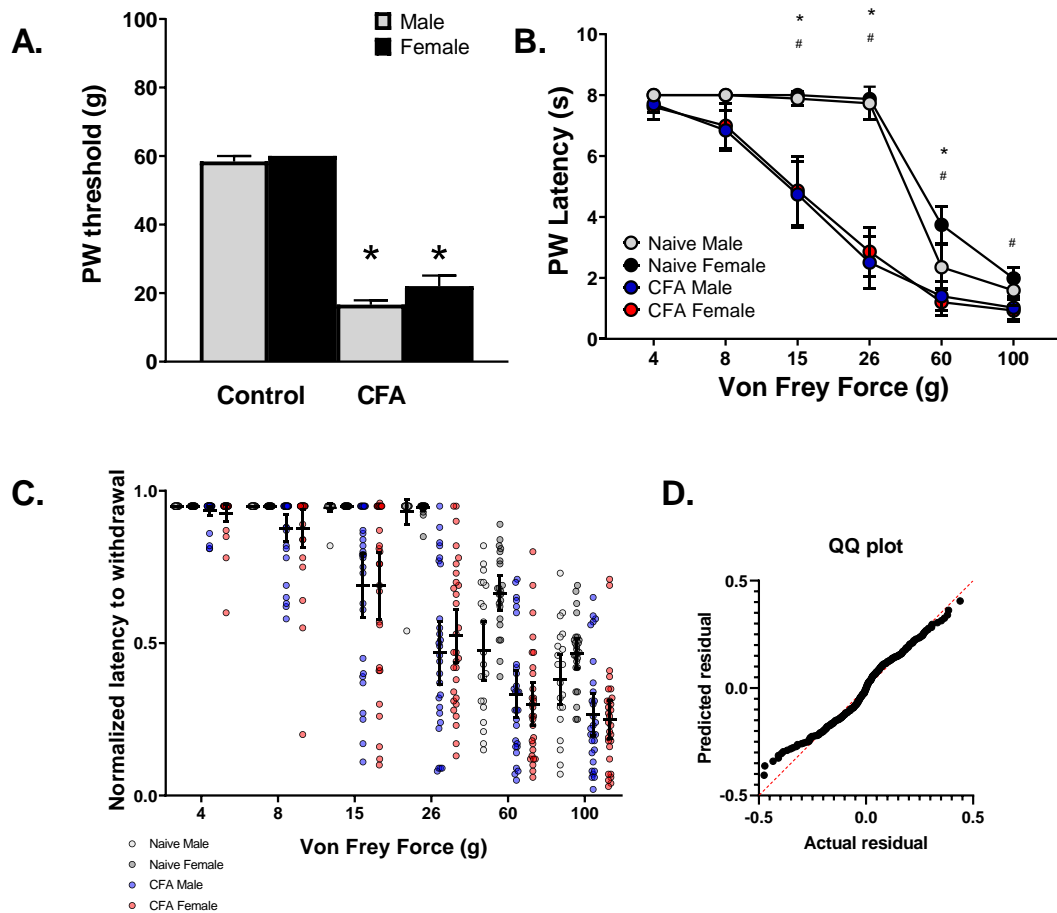 A.
Male
Female
PW threshold (g)
100
80
60
40
20
0
*
*
Control
CFA
B.
*
#
*
#
*
#
#
PW Latency (s)
10
8
6
4
2
0
Naive Male
Naive Female
CFA Male
CFA Female
4
8
15
26
60
100
Von Frey Force (g)
C.
Normalized latency to withdrawal
1.0
0.5
0.0
4
8
15
26
60
100
Von Frey Force (g)
Naive Male
Naive Female
CFA Male
CFA Female
D.
QQ plot
Predicted residual
0.5
0.0
-0.5
-0.5
0.0
0.5
Actual residual